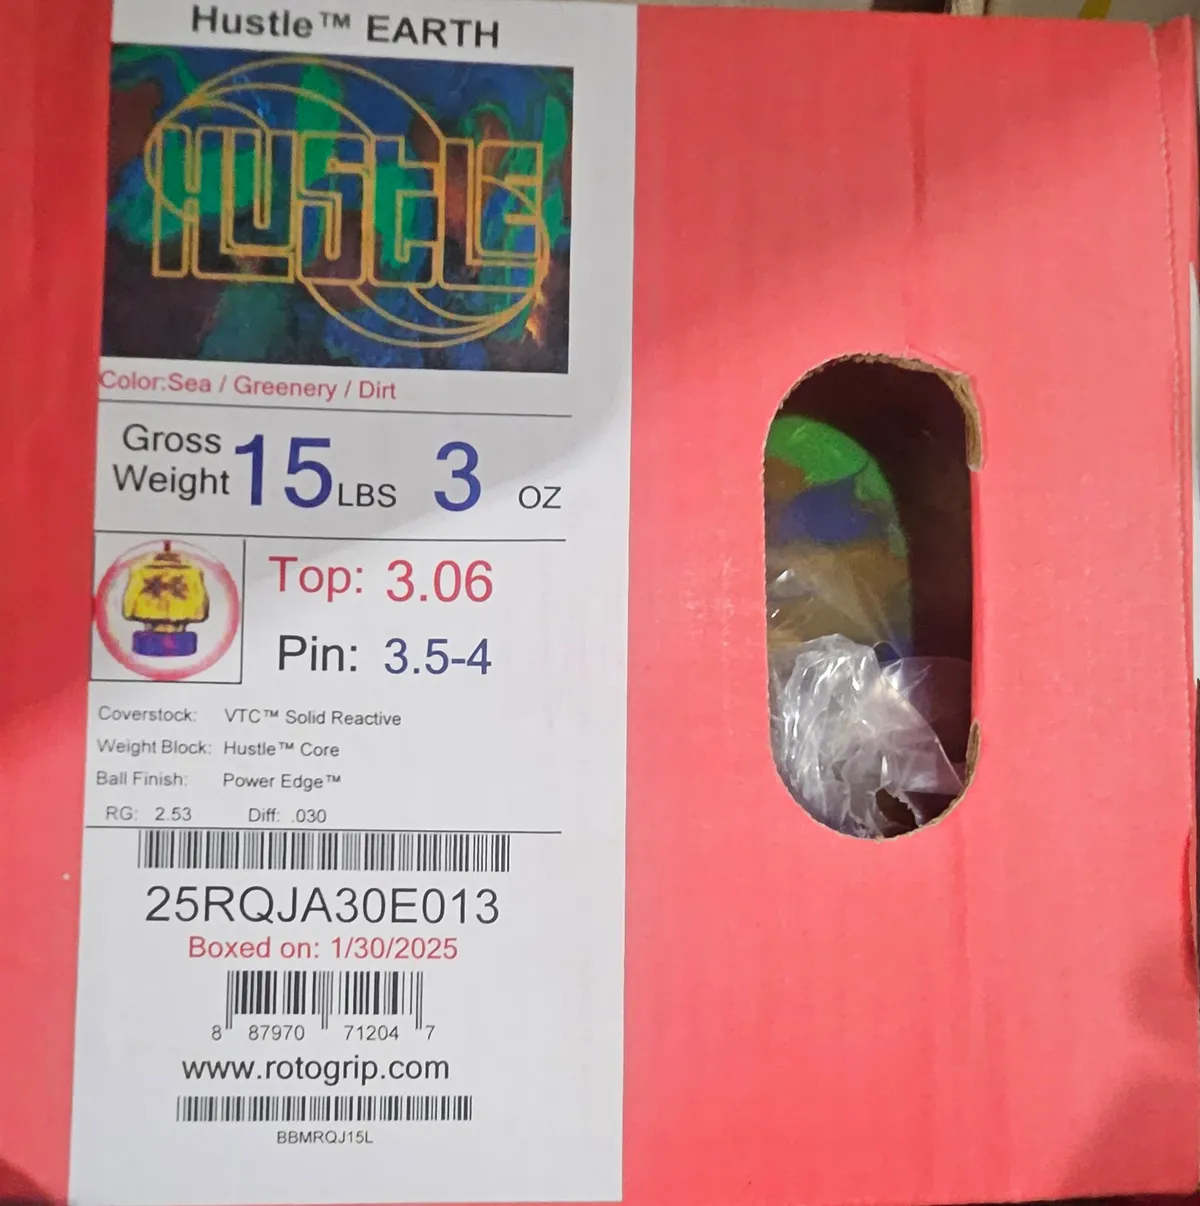 Hustle™ EARTH
HUStLE
Color:Sea / Greenery / Dirt
Gross Weight 15 LBS 3 OZ
Top: 3.06
Pin: 3.5-4
Coverstock: VTC™ Solid Reactive
Weight Block: Hustle™ Core
Ball Finish: Power Edge™
RG: 2.53 Diff: .030
25RQJA30E013
Boxed on: 1/30/2025
8 87970 71204 7
www.rotogrip.com
BBMRQJ15L